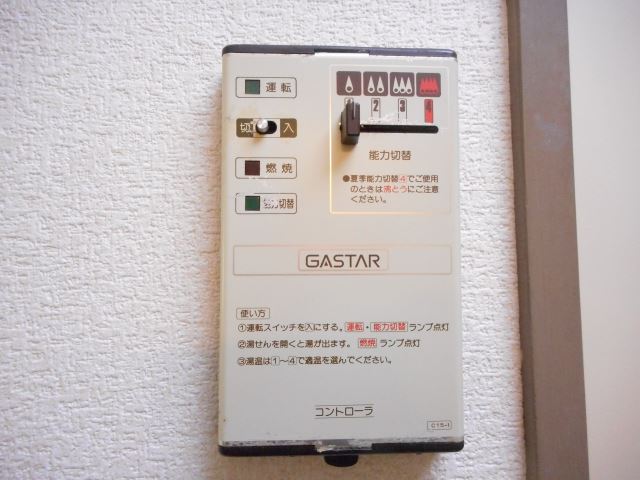 運転
切 入
燃焼
能力切替
2 3 4
能力切替
●夏季能力切替4でご使用
のときは沸とうにご注意
ください。
GASTAR
使い方
①運転スイッチを入にする。運転・能力切替ランプ点灯
②湯せんを開くと湯が出ます。燃焼ランプ点灯
③湯温は1〜4で適温を選んでください。
コントローラ
C15-1